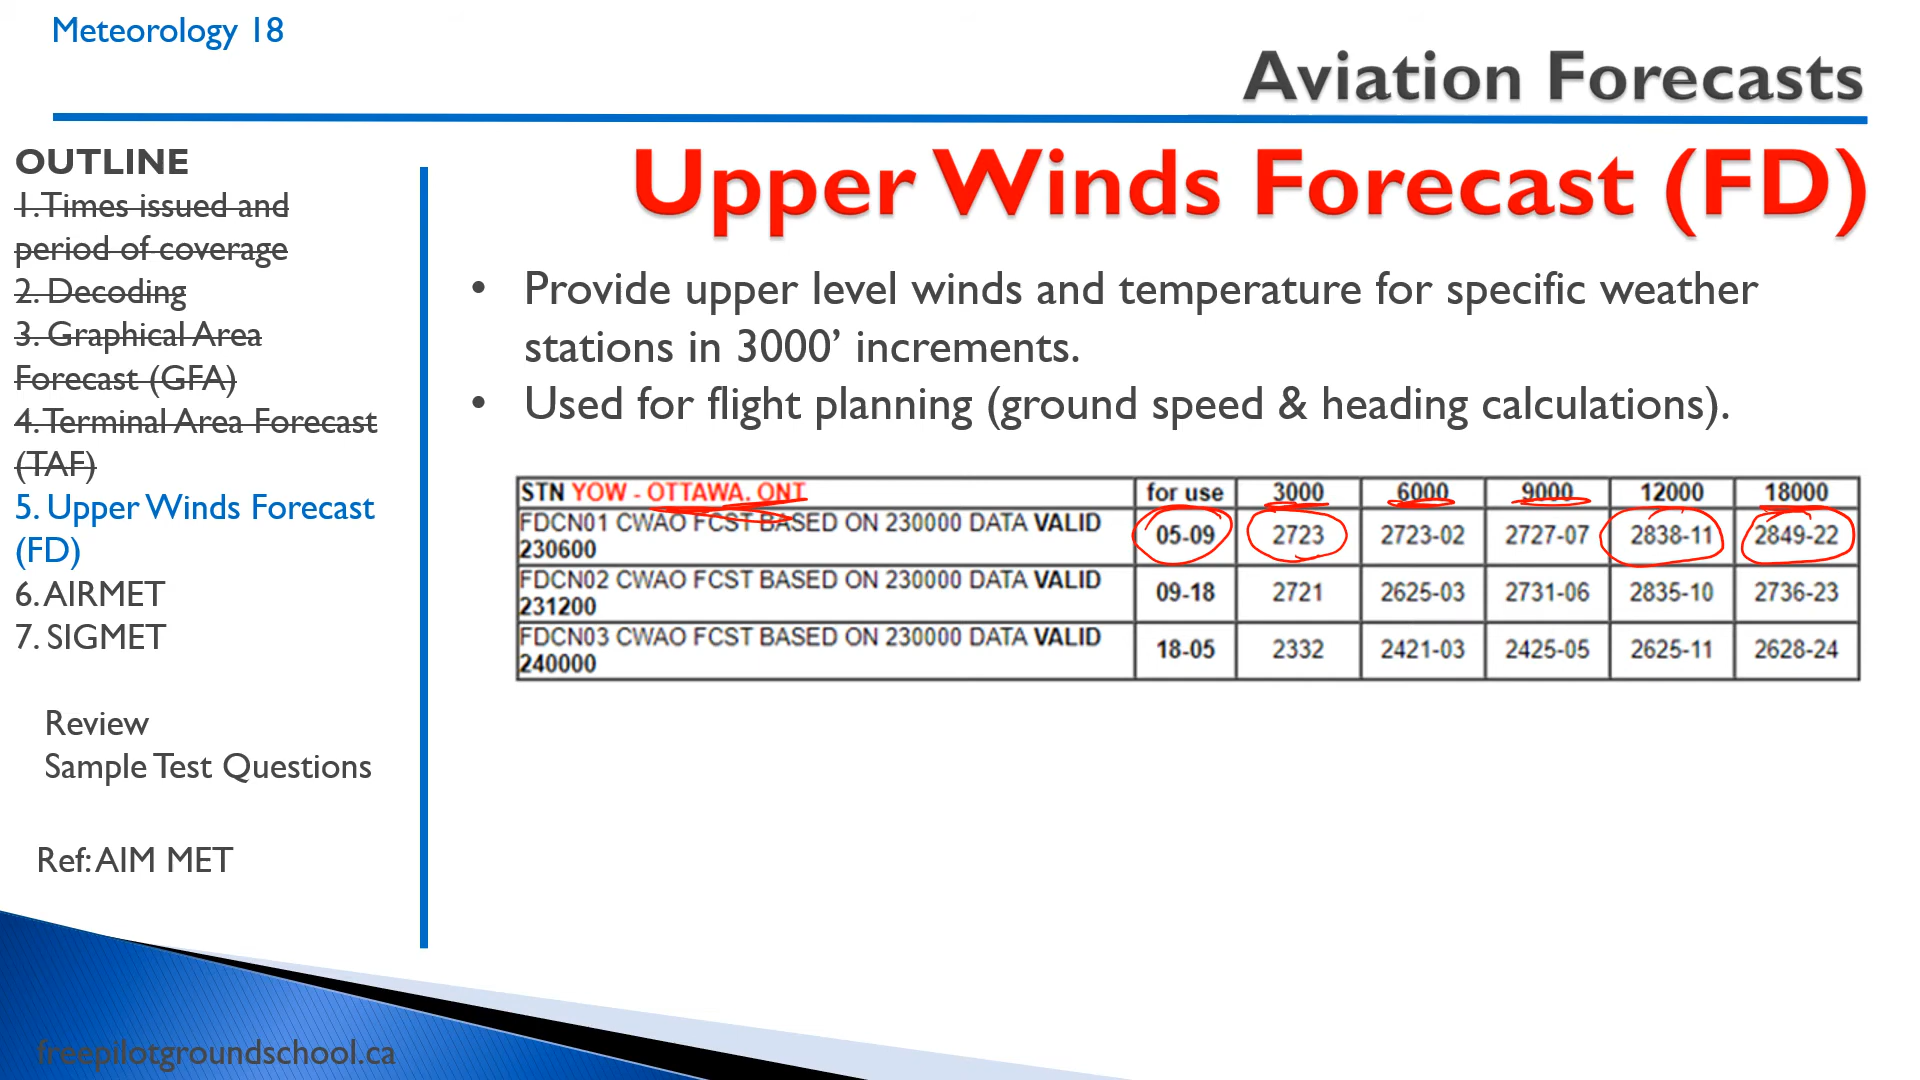 Meteorology 18
Aviation Forecasts
OUTLINE
1. Times issued and
period of coverage
2. Decoding
3. Graphical Area
Forecast (GFA)
4. Terminal Area Forecast
(TAF)
5. Upper Winds Forecast
(FD)
6. AIRMET
7. SIGMET
Review
Sample Test Questions
Ref: AIM MET
freepilotgroundschool.ca
Upper Winds Forecast (FD)
• Provide upper level winds and temperature for specific weather
stations in 3000’ increments.
• Used for flight planning (ground speed & heading calculations).
STN YOW - OTTAWA, ONT for use 3000 6000 9000 12000 18000
FDCN01 CWAO FCST BASED ON 230000 DATA VALID
230600 05-09 2723 2723-02 2727-07 2838-11 2849-22
FDCN02 CWAO FCST BASED ON 230000 DATA VALID
231200 09-18 2721 2625-03 2731-06 2835-10 2736-23
FDCN03 CWAO FCST BASED ON 230000 DATA VALID
240000 18-05 2332 2421-03 2425-05 2625-11 2628-24